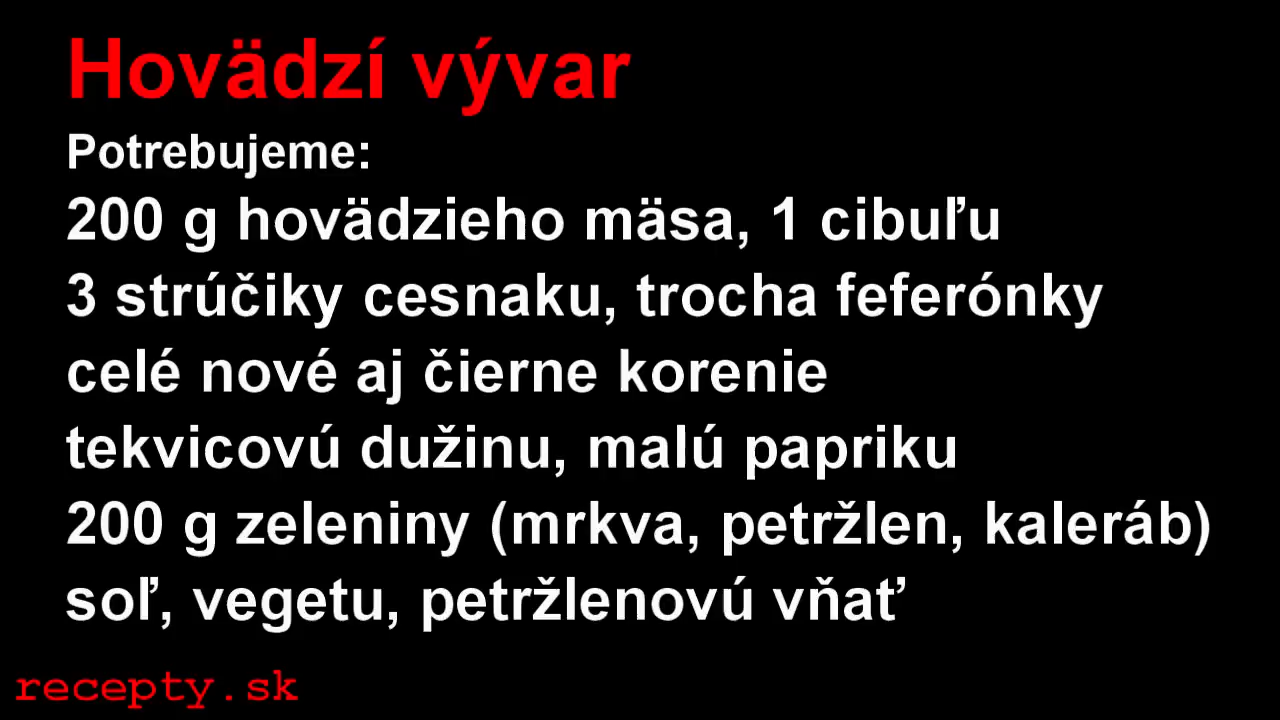 Hovädzí vývar
Potrebujeme:
200 g hovädzieho mäsa, 1 cibuľu
3 strúčiky cesnaku, trocha feferónky
celé nové aj čierne korenie
tekvicovú dužinu, malú papriku
200 g zeleniny (mrkva, petržlen, kaleráb)
soľ, vegetu, petržlenovú vňať
recepty.sk